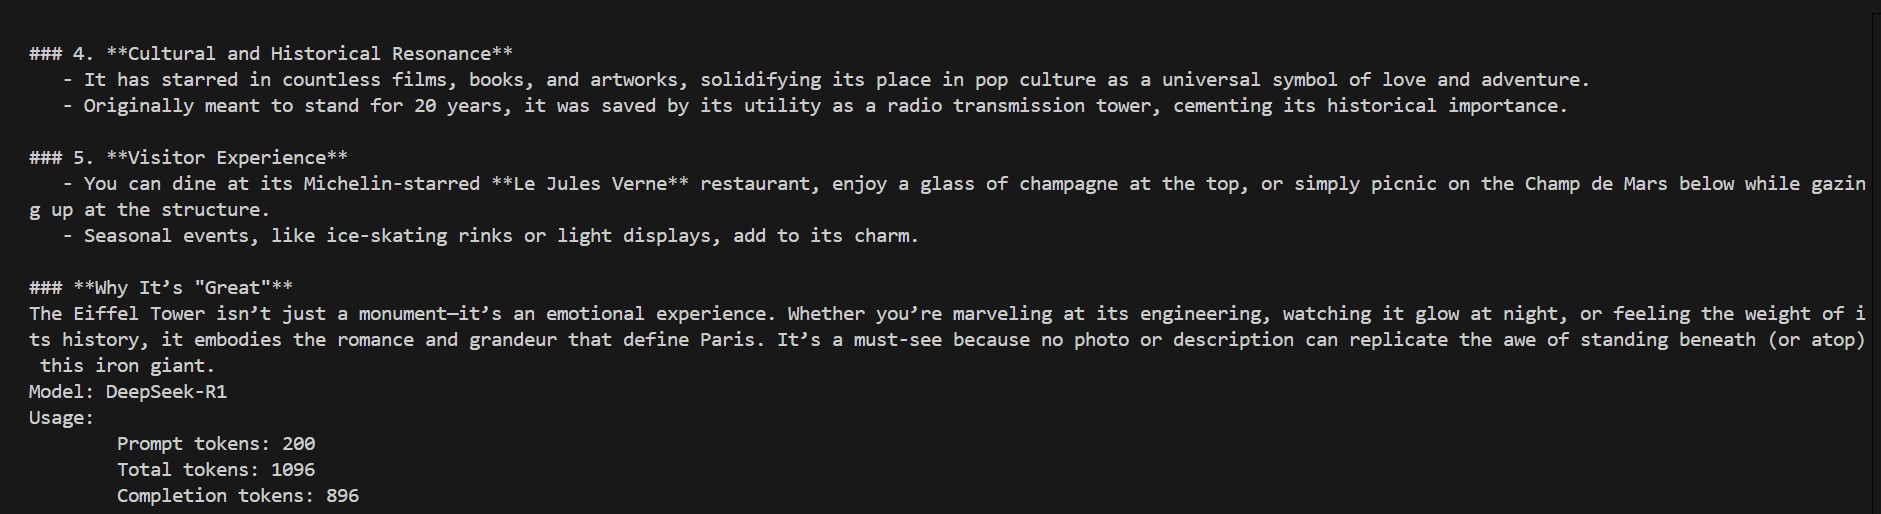 ### 4. **Cultural and Historical Resonance**
   - It has starred in countless films, books, and artworks, solidifying its place in pop culture as a universal symbol of love and adventure.
   - Originally meant to stand for 20 years, it was saved by its utility as a radio transmission tower, cementing its historical importance.

### 5. **Visitor Experience**
   - You can dine at its Michelin-starred **Le Jules Verne** restaurant, enjoy a glass of champagne at the top, or simply picnic on the Champ de Mars below while gazin
g up at the structure.
   - Seasonal events, like ice-skating rinks or light displays, add to its charm.

### **Why It’s "Great"**
The Eiffel Tower isn’t just a monument—it’s an emotional experience. Whether you’re marveling at its engineering, watching it glow at night, or feeling the weight of i
ts history, it embodies the romance and grandeur that define Paris. It’s a must-see because no photo or description can replicate the awe of standing beneath (or atop)
 this iron giant.
Model: DeepSeek-R1
Usage:
        Prompt tokens: 200
        Total tokens: 1096
        Completion tokens: 896